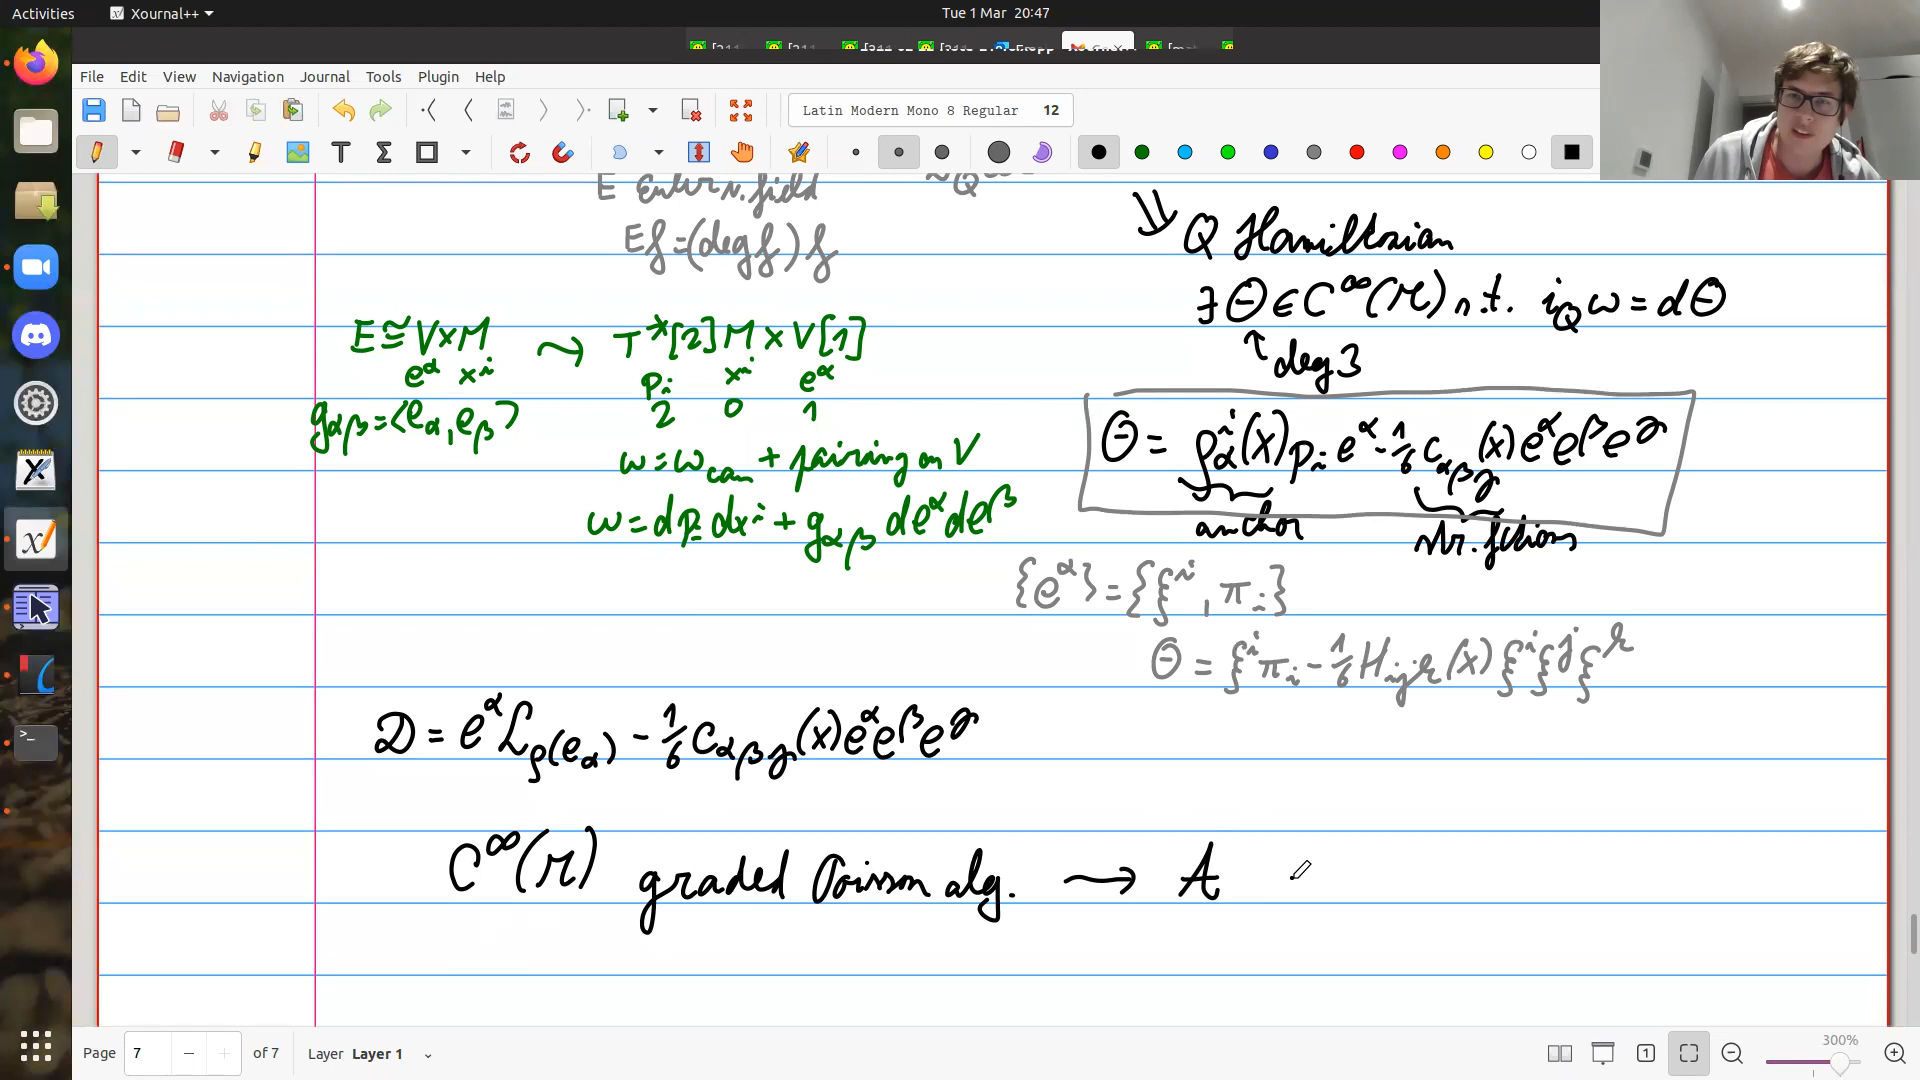 Activities
Xournal++
Tue 1 Mar 20:47
File Edit View Navigation Journal Tools Plugin Help
Latin Modern Mono 8 Regular 12
E Euler v. field
Ef = (deg f) f
Q Hamiltonian
∃ Θ ∈ C^∞(M) s.t. i_Q ω = dΘ
↑ deg 3
E ≅ V×M ⇝ T*[2]M × V[1]
e^α x^i
p_i x^i e^α
2 0 1
g_αβ = ⟨e_α, e_β⟩
ω = ω_can + pairing on V
ω = dp_i dx^i + g_αβ de^α de^β
Θ = ρ^i_α(x) p_i e^α - 1/6 c_αβγ(x) e^α e^β e^γ
anchor
str. fctions
{e^α} = {ξ^i, π_i}
Θ = ξ^i π_i - 1/6 H_ijk(x) ξ^i ξ^j ξ^k
D = e^α L_ρ(e_α) - 1/6 c_αβγ(x) e^α e^β e^γ
C^∞(M) graded Poisson alg. → A
Page 7 of 7
Layer Layer 1
300%